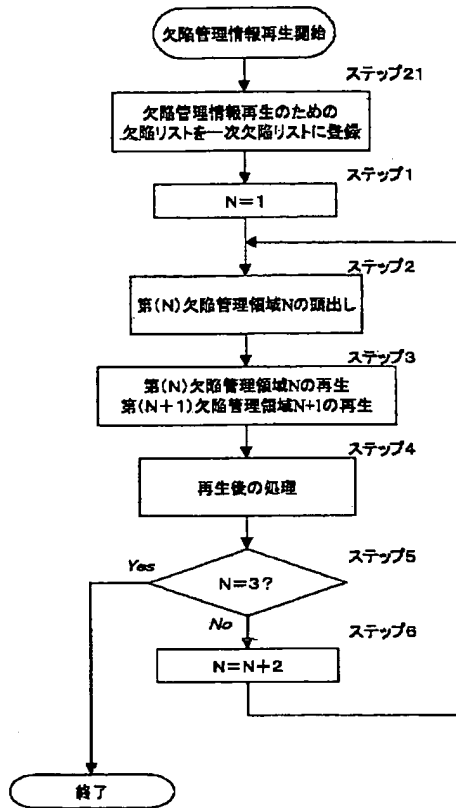 欠陥管理情報再生開始
ステップ21
欠陥管理情報再生のための
欠陥リストを一次欠陥リストに登録
ステップ1
N=1
ステップ2
第(N)欠陥管理領域Nの頭出し
ステップ3
第(N)欠陥管理領域Nの再生
第(N+1)欠陥管理領域N+1の再生
ステップ4
再生後の処理
ステップ5
Yes
N=3?
No
ステップ6
N=N+2
終了